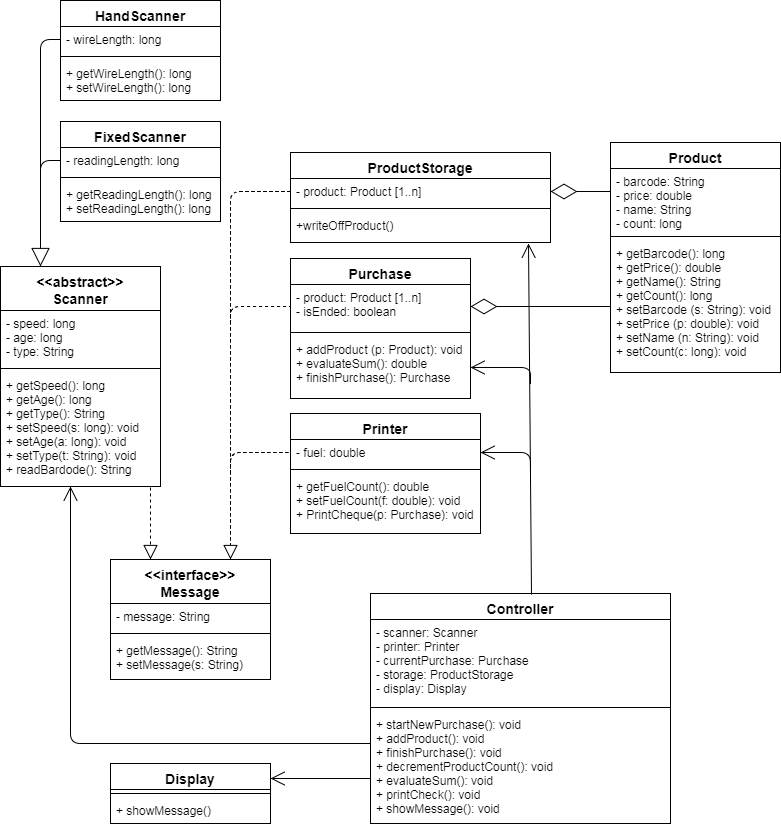 HandScanner
- wireLength: long
+ getWireLength(): long
+ setWireLength(): long
FixedScanner
- readingLength: long
+ getReadingLength(): long
+ setReadingLength(): long
<<abstract>>
Scanner
- speed: long
- age: long
- type: String
+ getSpeed(): long
+ getAge(): long
+ getType(): String
+ setSpeed(s: long): void
+ setAge(a: long): void
+ setType(t: String): void
+ readBardode(): String
ProductStorage
- product: Product [1..n]
+writeOffProduct()
Product
- barcode: String
- price: double
- name: String
- count: long
+ getBarcode(): long
+ getPrice(): double
+ getName(): String
+ getCount(): long
+ setBarcode (s: String): void
+ setPrice (p: double): void
+ setName (n: String): void
+ setCount(c: long): void
Purchase
- product: Product [1..n]
- isEnded: boolean
+ addProduct (p: Product): void
+ evaluateSum(): double
+ finishPurchase(): Purchase
Printer
- fuel: double
+ getFuelCount(): double
+ setFuelCount(f: double): void
+ PrintCheque(p: Purchase): void
<<interface>>
Message
- message: String
+ getMessage(): String
+ setMessage(s: String)
Controller
- scanner: Scanner
- printer: Printer
- currentPurchase: Purchase
- storage: ProductStorage
- display: Display
+ startNewPurchase(): void
+ addProduct(): void
+ finishPurchase(): void
+ decrementProductCount(): void
+ evaluateSum(): void
+ printCheck(): void
+ showMessage(): void
Display
+ showMessage()